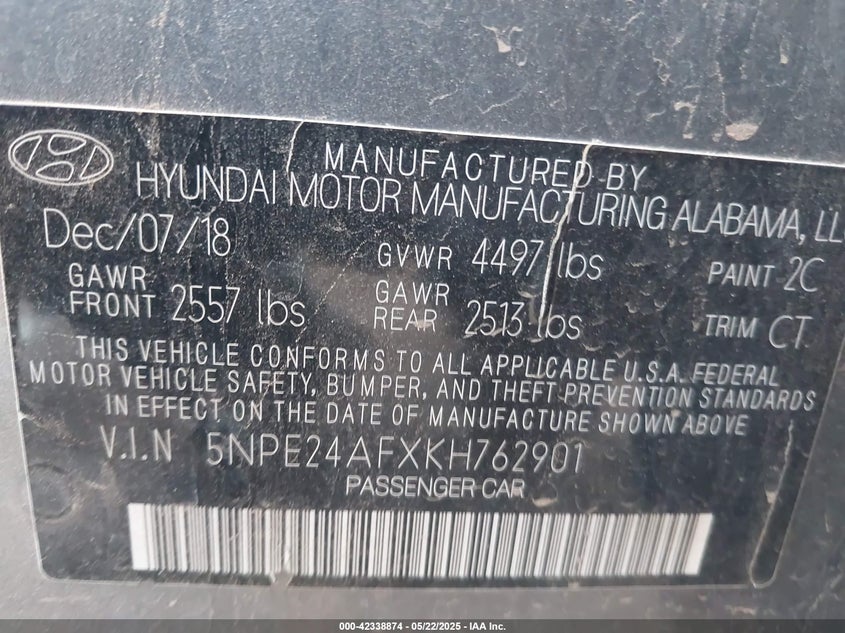 MANUFACTURED BY
HYUNDAI MOTOR MANUFACTURING ALABAMA, LL
Dec/07/18 GVWR 4497 lbs PAINT 2C
GAWR FRONT 2557 lbs GAWR REAR 2513 lbs TRIM CT
THIS VEHICLE CONFORMS TO ALL APPLICABLE U.S.A. FEDERAL
MOTOR VEHICLE SAFETY, BUMPER, AND THEFT PREVENTION STANDARDS
IN EFFECT ON THE DATE OF MANUFACTURE SHOWN ABOVE
V.I.N 5NPE24AFXKH762901
PASSENGER CAR
000-42338874 - 05/22/2025 - IAA Inc.